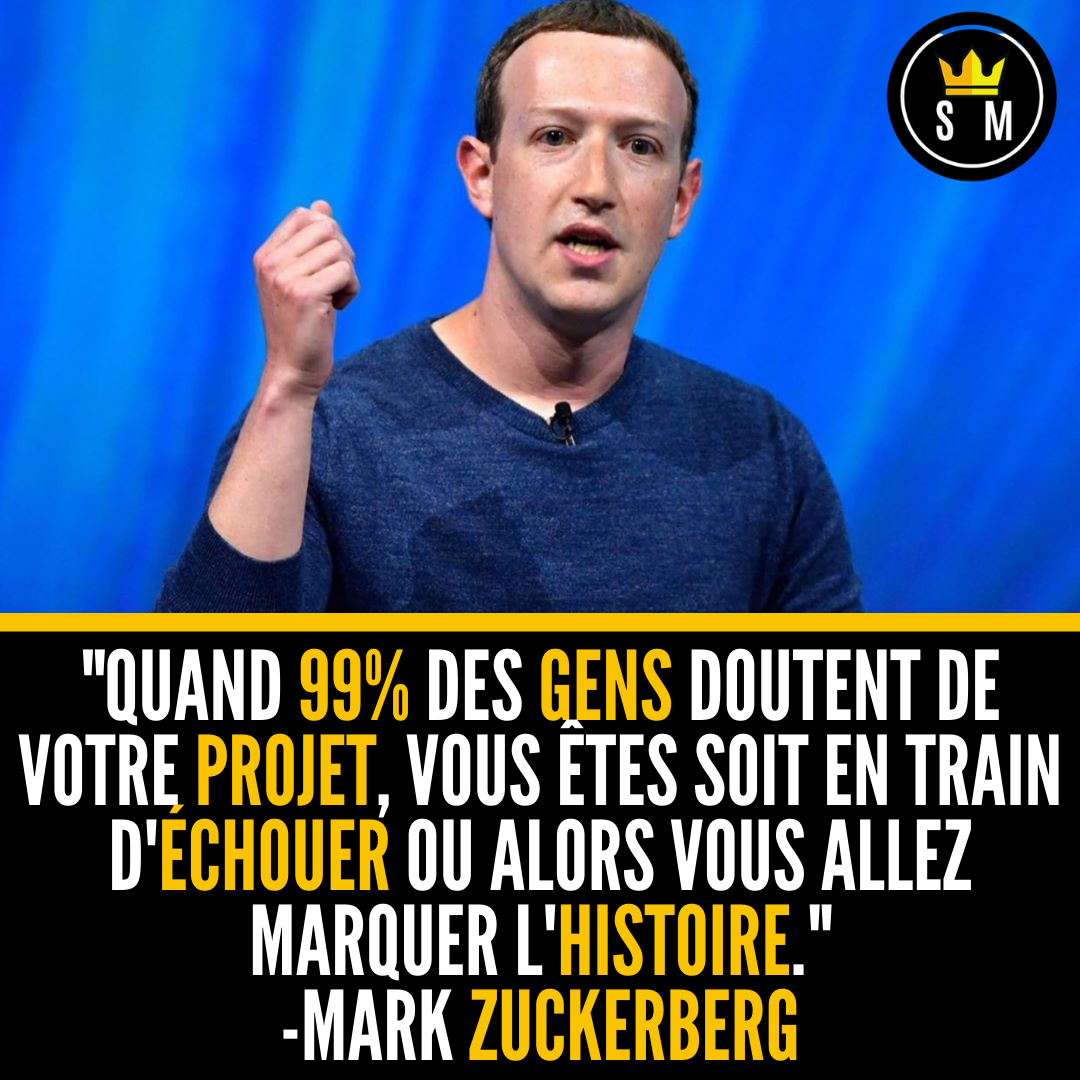 S M
"QUAND 99% DES GENS DOUTENT DE
VOTRE PROJET, VOUS ÊTES SOIT EN TRAIN
D'ÉCHOUER OU ALORS VOUS ALLEZ
MARQUER L'HISTOIRE."
-MARK ZUCKERBERG